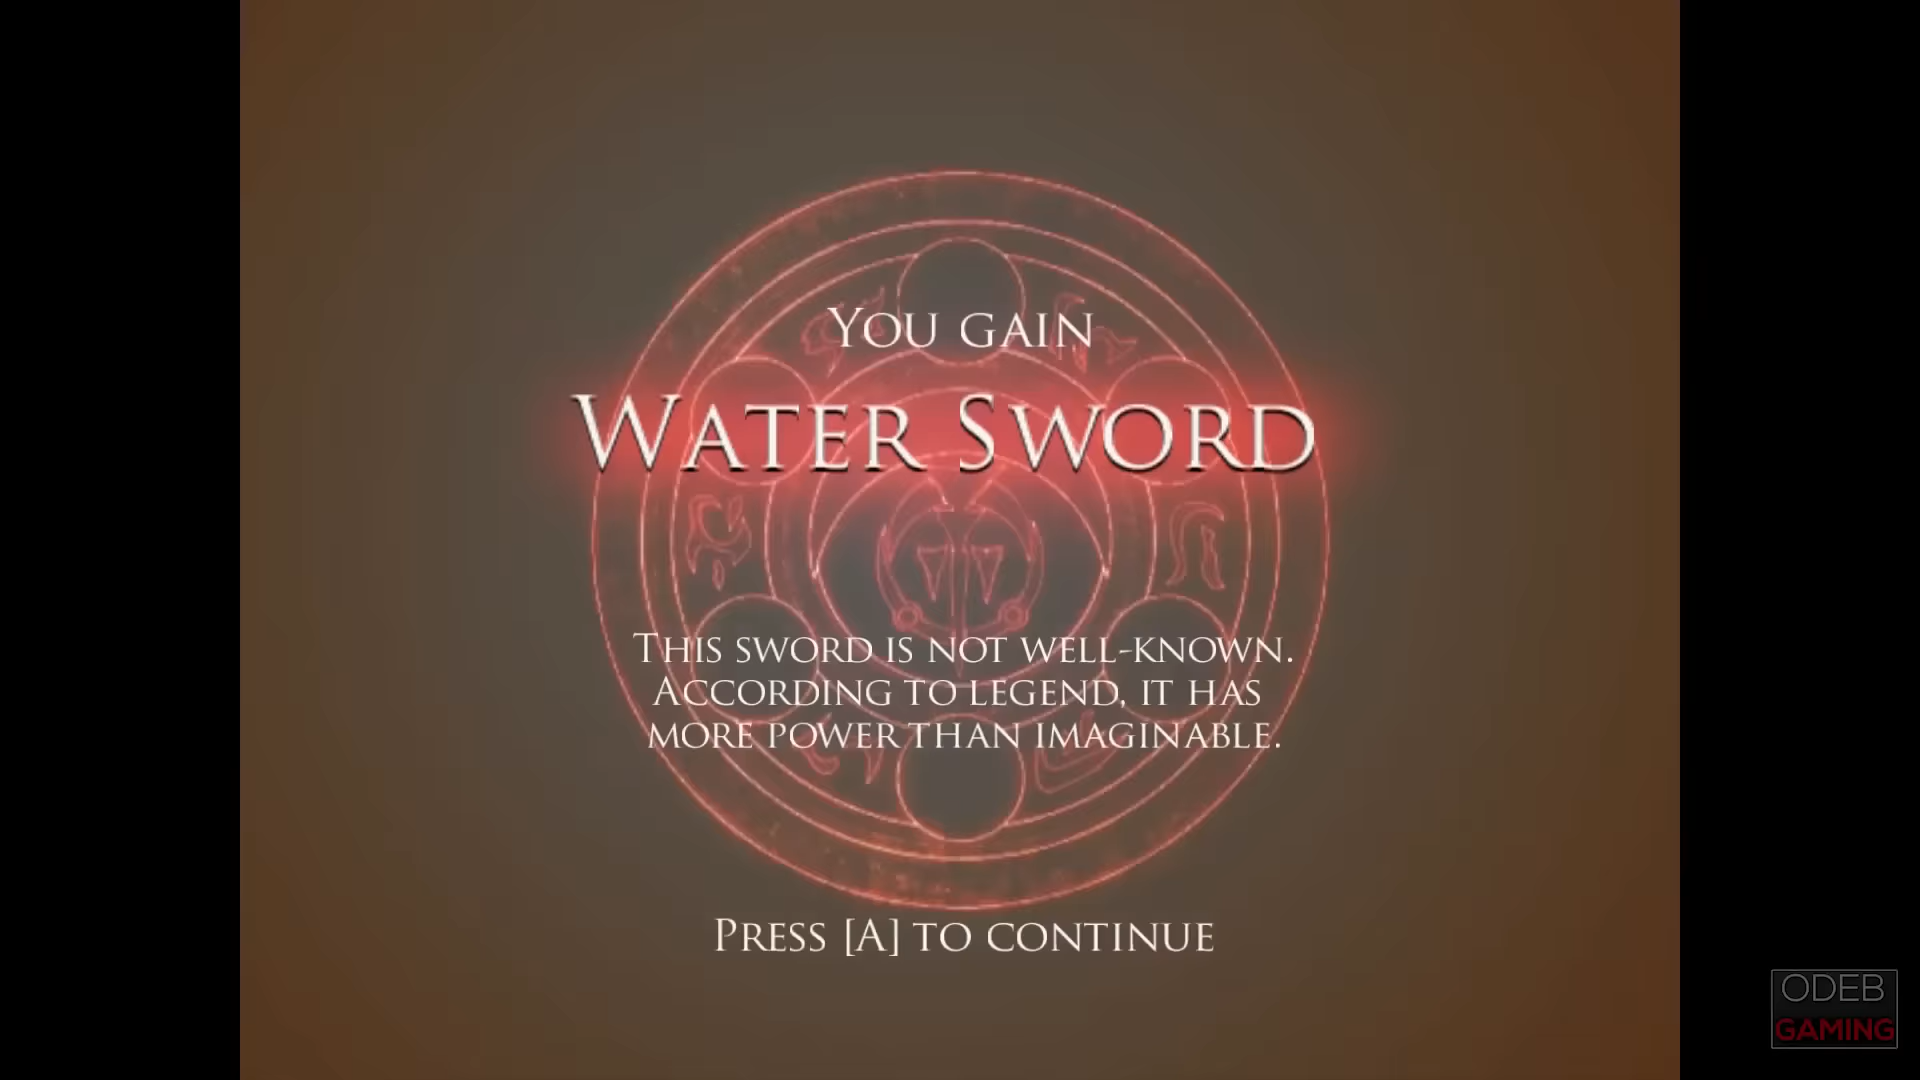 You gain
Water Sword
This sword is not well-known.
According to legend, it has
more power than imaginable.
Press [A] to continue
ODEB
GAMING